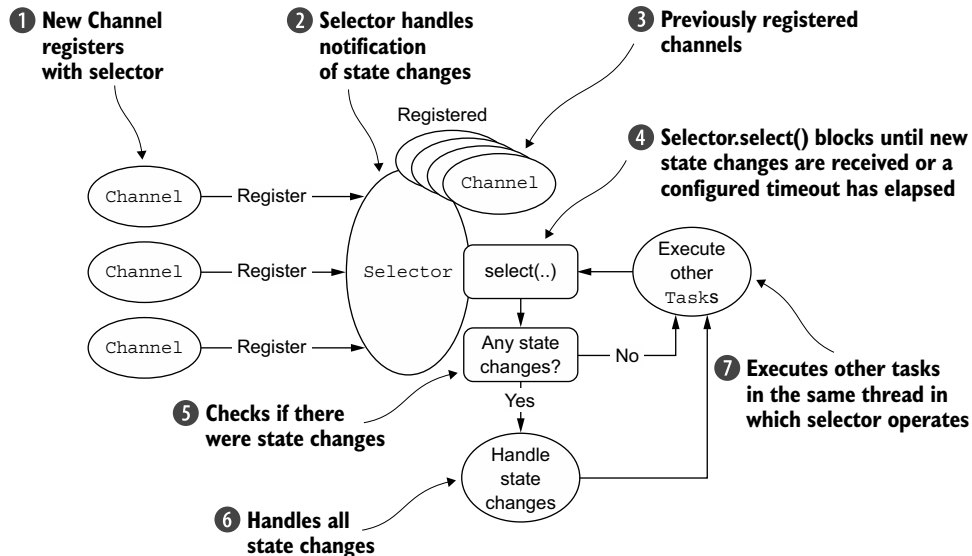 1 New Channel
registers
with selector
2 Selector handles
notification
of state changes
3 Previously registered
channels
Registered
4 Selector.select() blocks until new
state changes are received or a
configured timeout has elapsed
Channel
Channel
Register
Execute
other
Tasks
Channel
Register
Selector
select(..)
Any state
changes?
No
Channel
Register
7 Executes other tasks
in the same thread in
which selector operates
5 Checks if there
were state changes
Yes
Handle
state
changes
6 Handles all
state changes